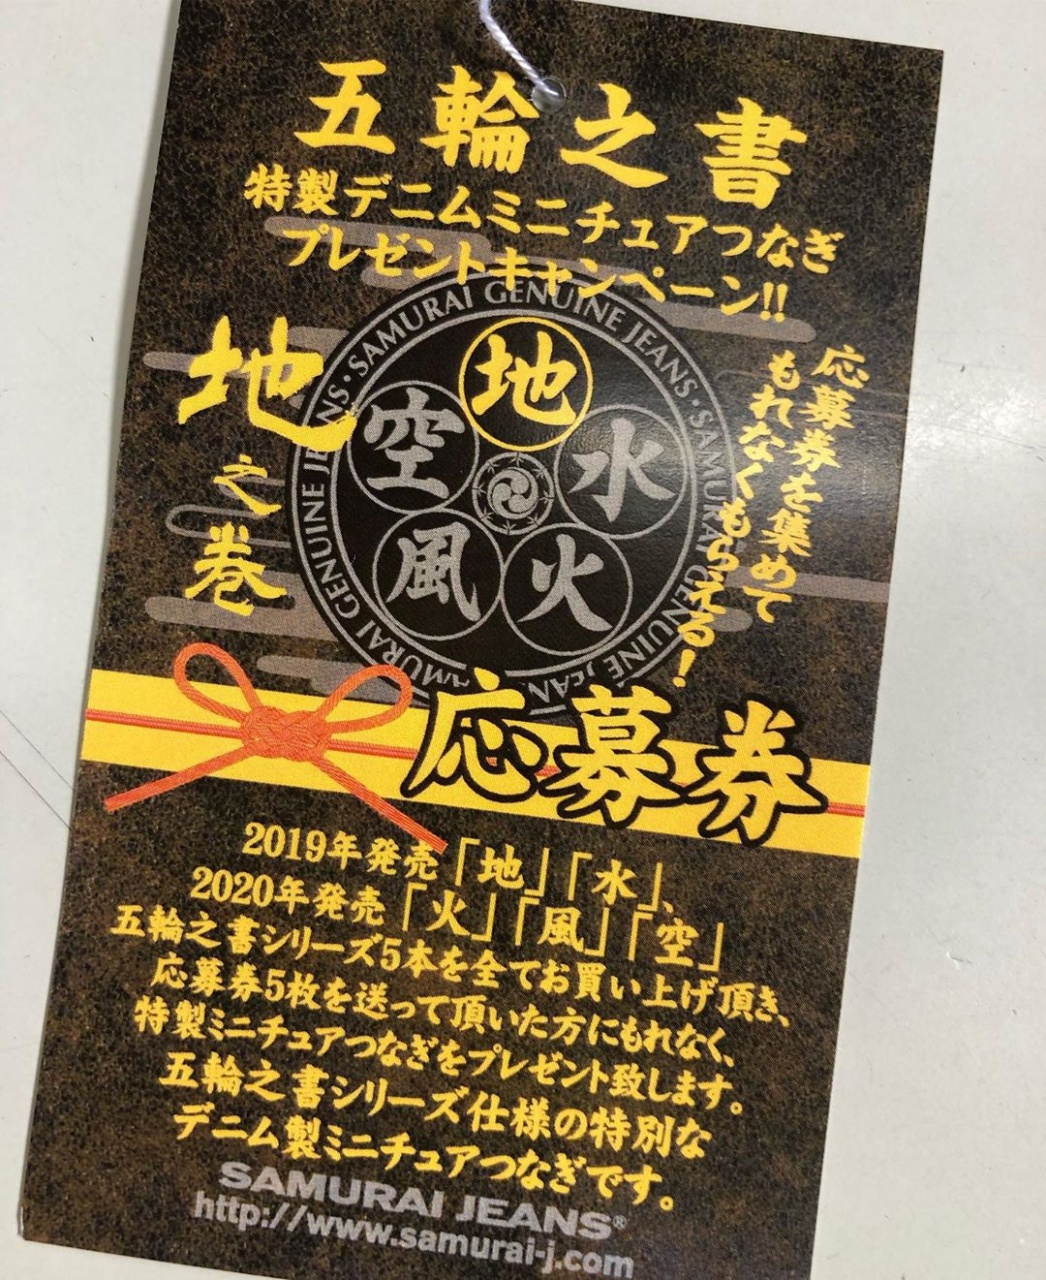 五輪之書
特製デニムミニチュアつなぎ
プレゼントキャンペーン!!
応募券を集めて
もれなくもらえる!
地之巻
SAMURAI GENUINE JEANS・SAMURAI GENUINE JEANS・SAMURAI GENUINE JEANS・
地
水
火
風
空
応募券
2019年発売「地」「水」、
2020年発売「火」「風」「空」
五輪之書シリーズ5本を全てお買い上げ頂き、
応募券5枚を送って頂いた方にもれなく、
特製ミニチュアつなぎをプレゼント致します。
五輪之書シリーズ仕様の特別な
デニム製ミニチュアつなぎです。
SAMURAI JEANS®
http://www.samurai-j.com